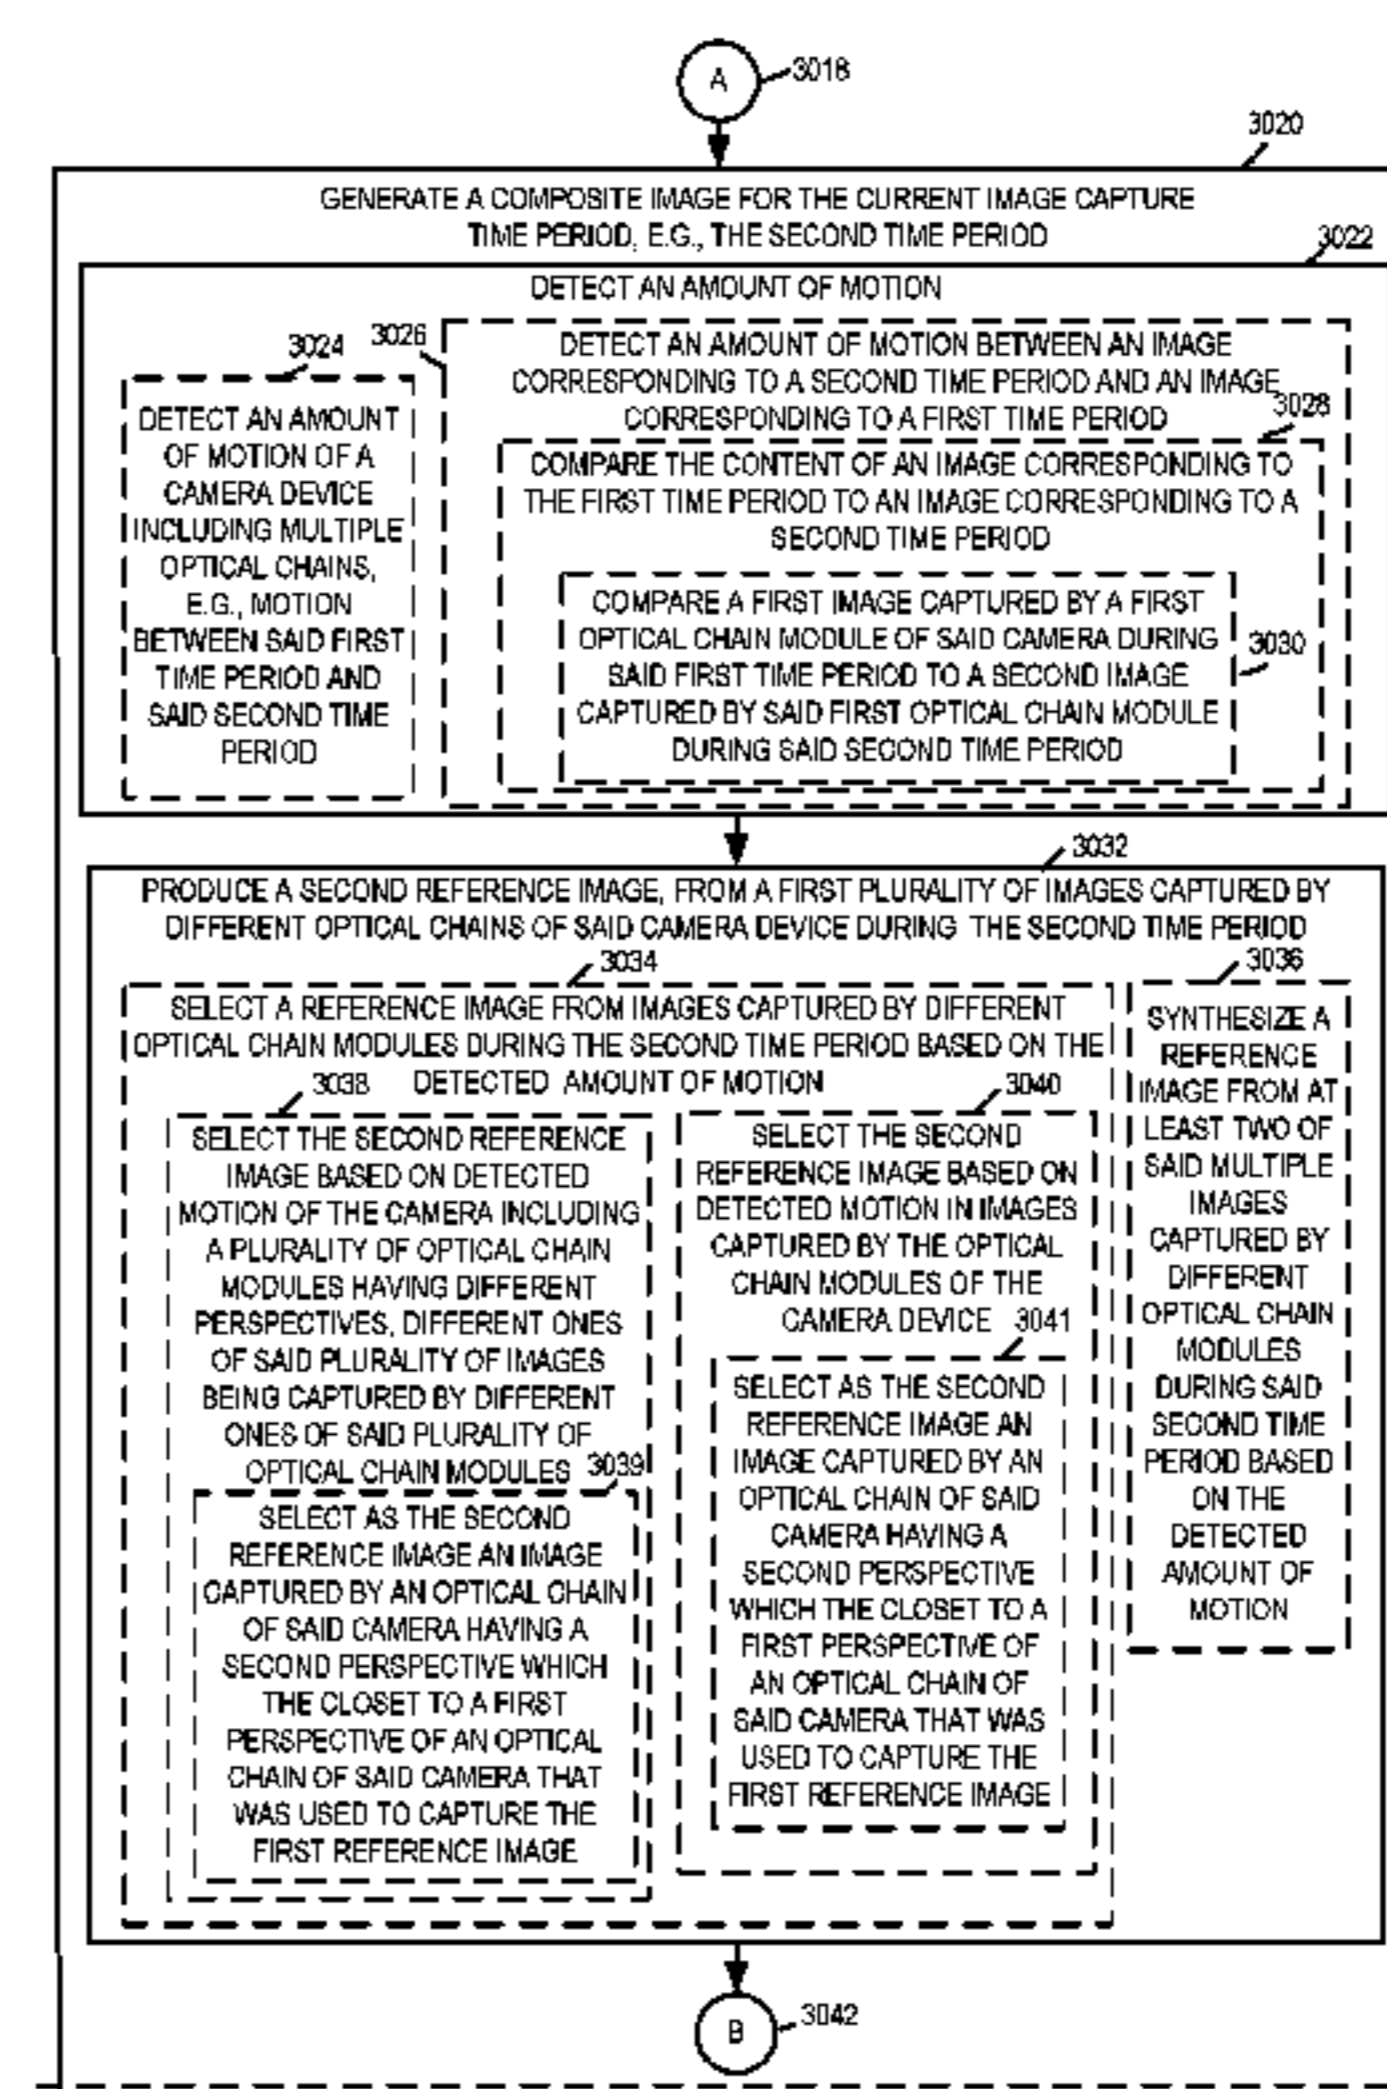 A
3018
3020
GENERATE A COMPOSITE IMAGE FOR THE CURRENT IMAGE CAPTURE
TIME PERIOD, E.G., THE SECOND TIME PERIOD
3022
DETECT AN AMOUNT OF MOTION
3024
DETECT AN AMOUNT
OF MOTION OF A
CAMERA DEVICE
INCLUDING MULTIPLE
OPTICAL CHAINS,
E.G., MOTION
BETWEEN SAID FIRST
TIME PERIOD AND
SAID SECOND TIME
PERIOD
3026
DETECT AN AMOUNT OF MOTION BETWEEN AN IMAGE
CORRESPONDING TO A SECOND TIME PERIOD AND AN IMAGE
CORRESPONDING TO A FIRST TIME PERIOD
3028
COMPARE THE CONTENT OF AN IMAGE CORRESPONDING TO
THE FIRST TIME PERIOD TO AN IMAGE CORRESPONDING TO A
SECOND TIME PERIOD
COMPARE A FIRST IMAGE CAPTURED BY A FIRST
OPTICAL CHAIN MODULE OF SAID CAMERA DURING
SAID FIRST TIME PERIOD TO A SECOND IMAGE
CAPTURED BY SAID FIRST OPTICAL CHAIN MODULE
DURING SAID SECOND TIME PERIOD
3030
3032
PRODUCE A SECOND REFERENCE IMAGE, FROM A FIRST PLURALITY OF IMAGES CAPTURED BY
DIFFERENT OPTICAL CHAINS OF SAID CAMERA DEVICE DURING THE SECOND TIME PERIOD
3034
SELECT A REFERENCE IMAGE FROM IMAGES CAPTURED BY DIFFERENT
OPTICAL CHAIN MODULES DURING THE SECOND TIME PERIOD BASED ON THE
DETECTED AMOUNT OF MOTION
3038
SELECT THE SECOND REFERENCE
IMAGE BASED ON DETECTED
MOTION OF THE CAMERA INCLUDING
A PLURALITY OF OPTICAL CHAIN
MODULES HAVING DIFFERENT
PERSPECTIVES, DIFFERENT ONES
OF SAID PLURALITY OF IMAGES
BEING CAPTURED BY DIFFERENT
ONES OF SAID PLURALITY OF
OPTICAL CHAIN MODULES
3039
SELECT AS THE SECOND
REFERENCE IMAGE AN IMAGE
CAPTURED BY AN OPTICAL CHAIN
OF SAID CAMERA HAVING A
SECOND PERSPECTIVE WHICH
THE CLOSET TO A FIRST
PERSPECTIVE OF AN OPTICAL
CHAIN OF SAID CAMERA THAT
WAS USED TO CAPTURE THE
FIRST REFERENCE IMAGE
3040
SELECT THE SECOND
REFERENCE IMAGE BASED ON
DETECTED MOTION IN IMAGES
CAPTURED BY THE OPTICAL
CHAIN MODULES OF THE
CAMERA DEVICE
3041
SELECT AS THE SECOND
REFERENCE IMAGE AN
IMAGE CAPTURED BY AN
OPTICAL CHAIN OF SAID
CAMERA HAVING A
SECOND PERSPECTIVE
WHICH THE CLOSET TO A
FIRST PERSPECTIVE OF
AN OPTICAL CHAIN OF
SAID CAMERA THAT WAS
USED TO CAPTURE THE
FIRST REFERENCE IMAGE
3036
SYNTHESIZE A
REFERENCE
IMAGE FROM AT
LEAST TWO OF
SAID MULTIPLE
IMAGES
CAPTURED BY
DIFFERENT
OPTICAL CHAIN
MODULES
DURING SAID
SECOND TIME
PERIOD BASED
ON THE
DETECTED
AMOUNT OF
MOTION
B
3042